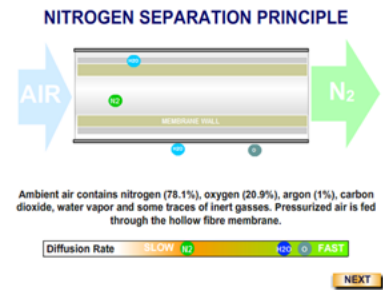 NITROGEN SEPARATION PRINCIPLE
H2O
AIR
N2
N2
MEMBRANE WALL
H2O
O
Ambient air contains nitrogen (78.1%), oxygen (20.9%), argon (1%), carbon
dioxide, water vapor and some traces of inert gasses. Pressurized air is fed
through the hollow fibre membrane.
Diffusion Rate SLOW N2 H2O O FAST
NEXT